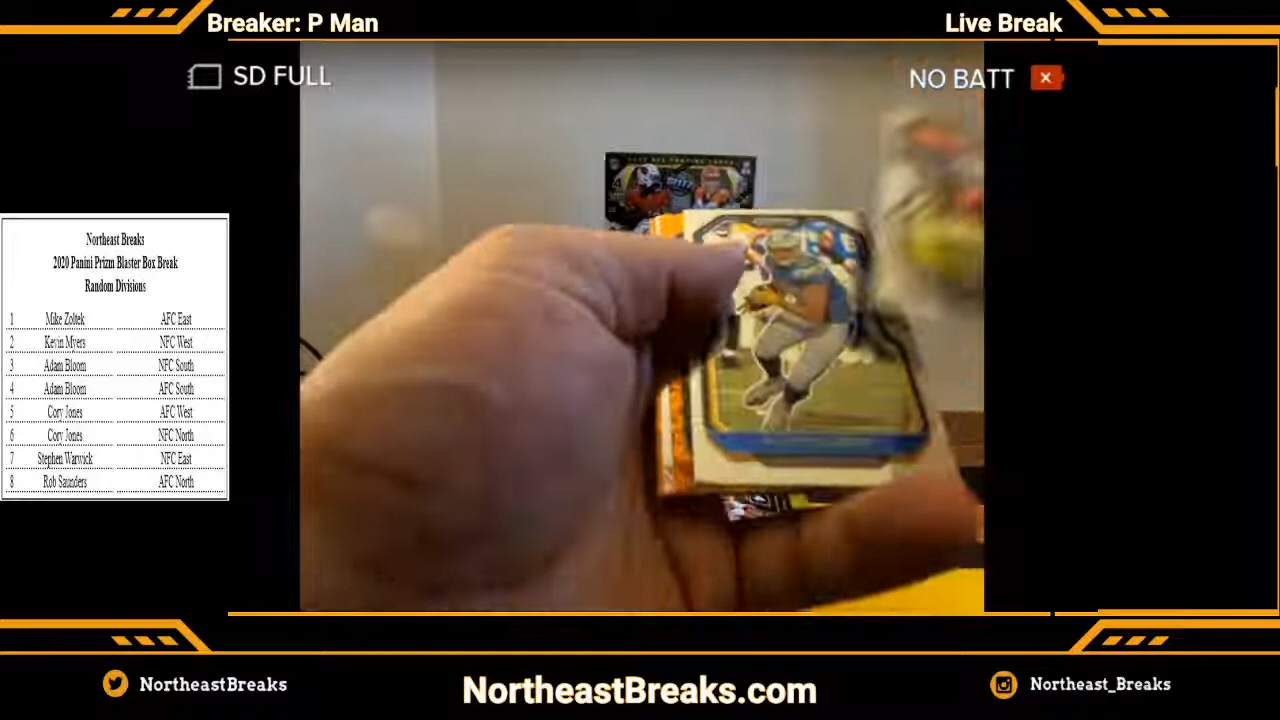 Breaker: P Man
Live Break
SD FULL
NO BATT
Northeast Breaks
2020 Panini Prizm Blaster Box Break
Random Divisions
1 Mike Zoltek AFC East
2 Kevin Myers NFC West
3 Adam Bloom NFC South
4 Adam Bloom AFC South
5 Cory Jones AFC West
6 Cory Jones NFC North
7 Stephen Warwick NFC East
8 Rob Saunders AFC North
NortheastBreaks
NortheastBreaks.com
Northeast_Breaks